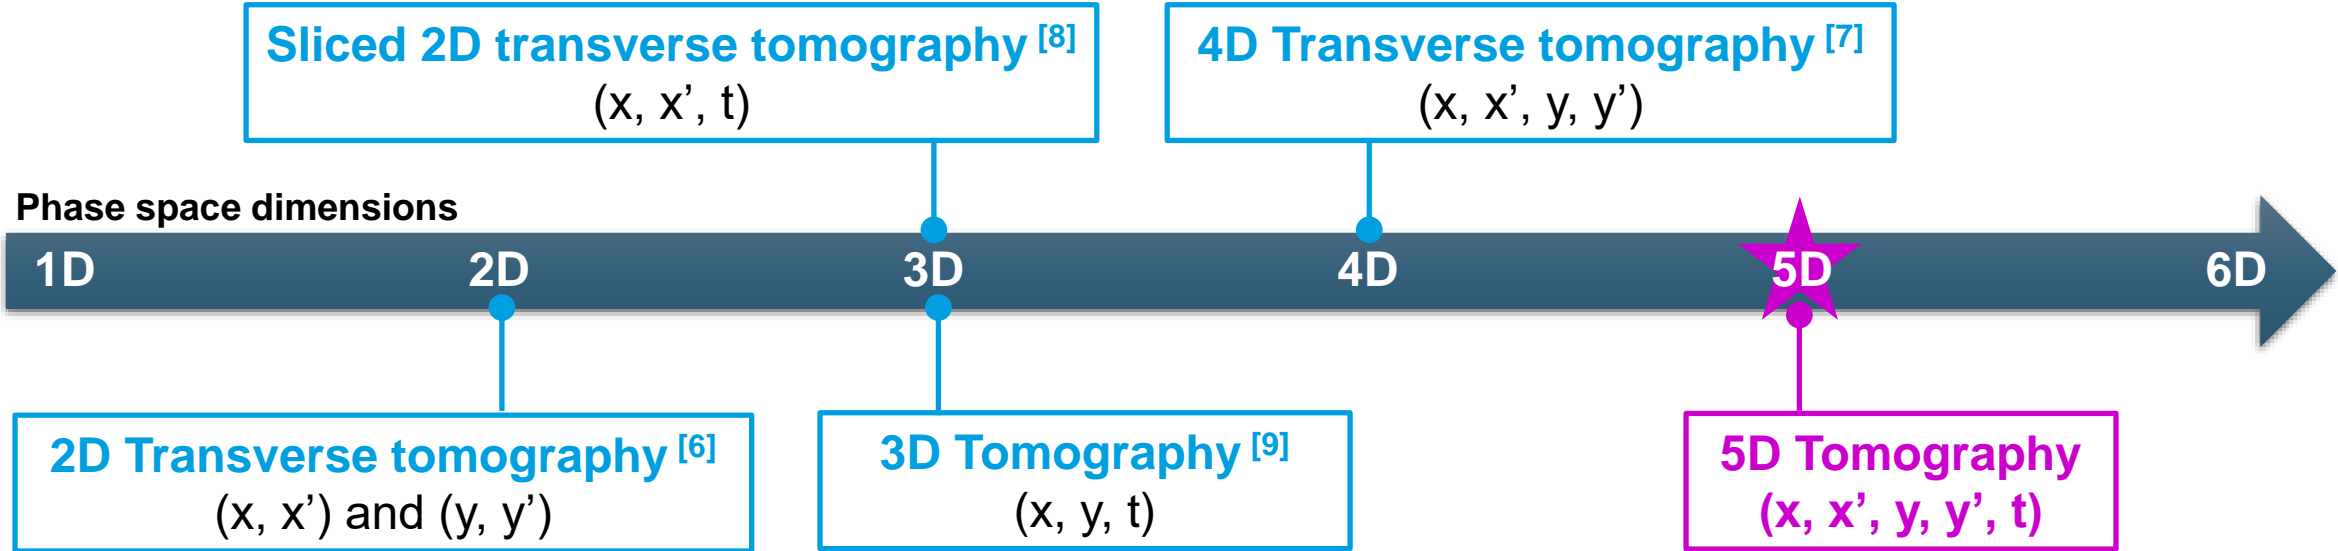 Sliced 2D transverse tomography [8]
(x, x’, t)
4D Transverse tomography [7]
(x, x’, y, y’)
Phase space dimensions
1D 2D 3D 4D 5D 6D
2D Transverse tomography [6]
(x, x’) and (y, y’)
3D Tomography [9]
(x, y, t)
5D Tomography
(x, x’, y, y’, t)